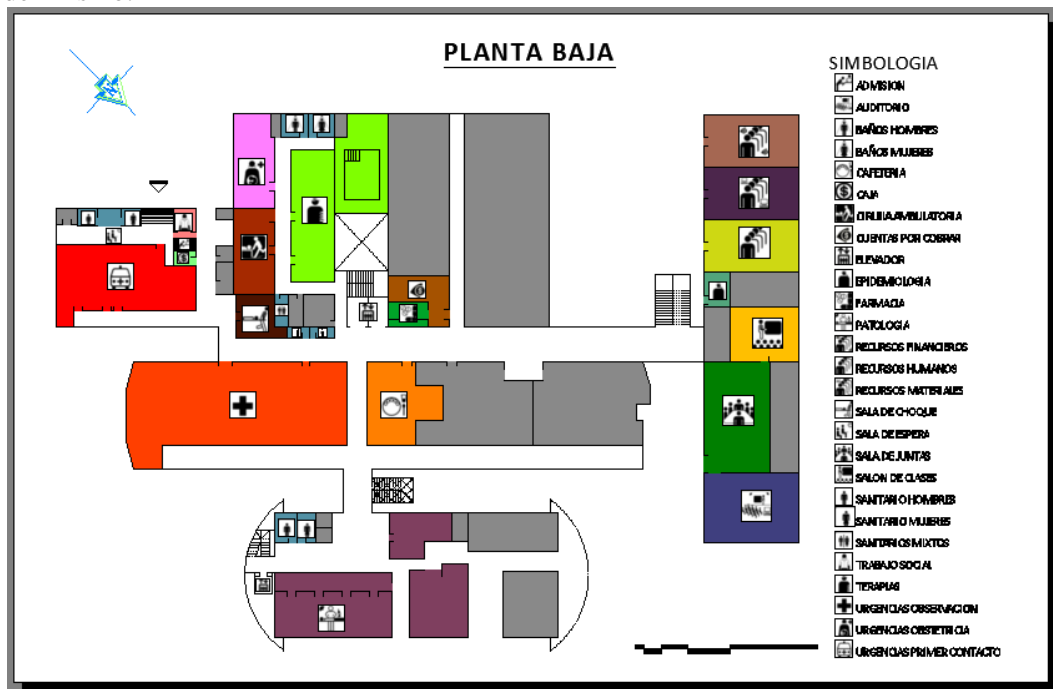 PLANTA BAJA
SIMBOLOGIA
ADMISION
AUDITORIO
BAÑOS HOMBRES
BAÑOS MUJERES
CAFETERIA
CAJA
CIRUJIA AMBULATORIA
CUENTAS POR COBRAR
ELEVADOR
EPIDEMIOLOGIA
FARMACIA
PATOLOGIA
RECURSOS FINANCIEROS
RECURSOS HUMANOS
RECURSOS MATERIALES
SALA DE CHOQUE
SALA DE ESPERA
SALA DE JUNTAS
SALON DE CLASES
SANITARIO HOMBRES
SANITARIO MUJERES
SANITARIOS MIXTOS
TRABAJO SOCIAL
TERAPIAS
URGENCIAS OBSERVACION
URGENCIAS OBSTETRICIA
URGENCIAS PRIMER CONTACTO